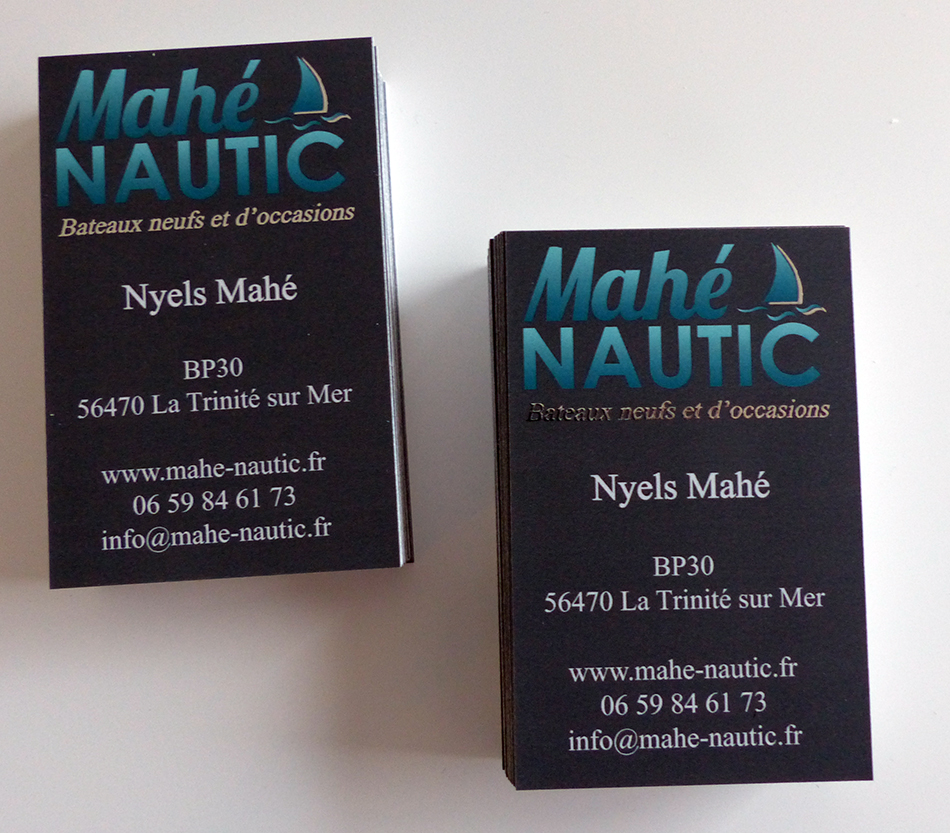 Mahé
NAUTIC
Bateaux neufs et d'occasions
Nyels Mahé
BP30
56470 La Trinité sur Mer
www.mahe-nautic.fr
06 59 84 61 73
info@mahe-nautic.fr
Mahé
NAUTIC
Bateaux neufs et d'occasions
Nyels Mahé
BP30
56470 La Trinité sur Mer
www.mahe-nautic.fr
06 59 84 61 73
info@mahe-nautic.fr